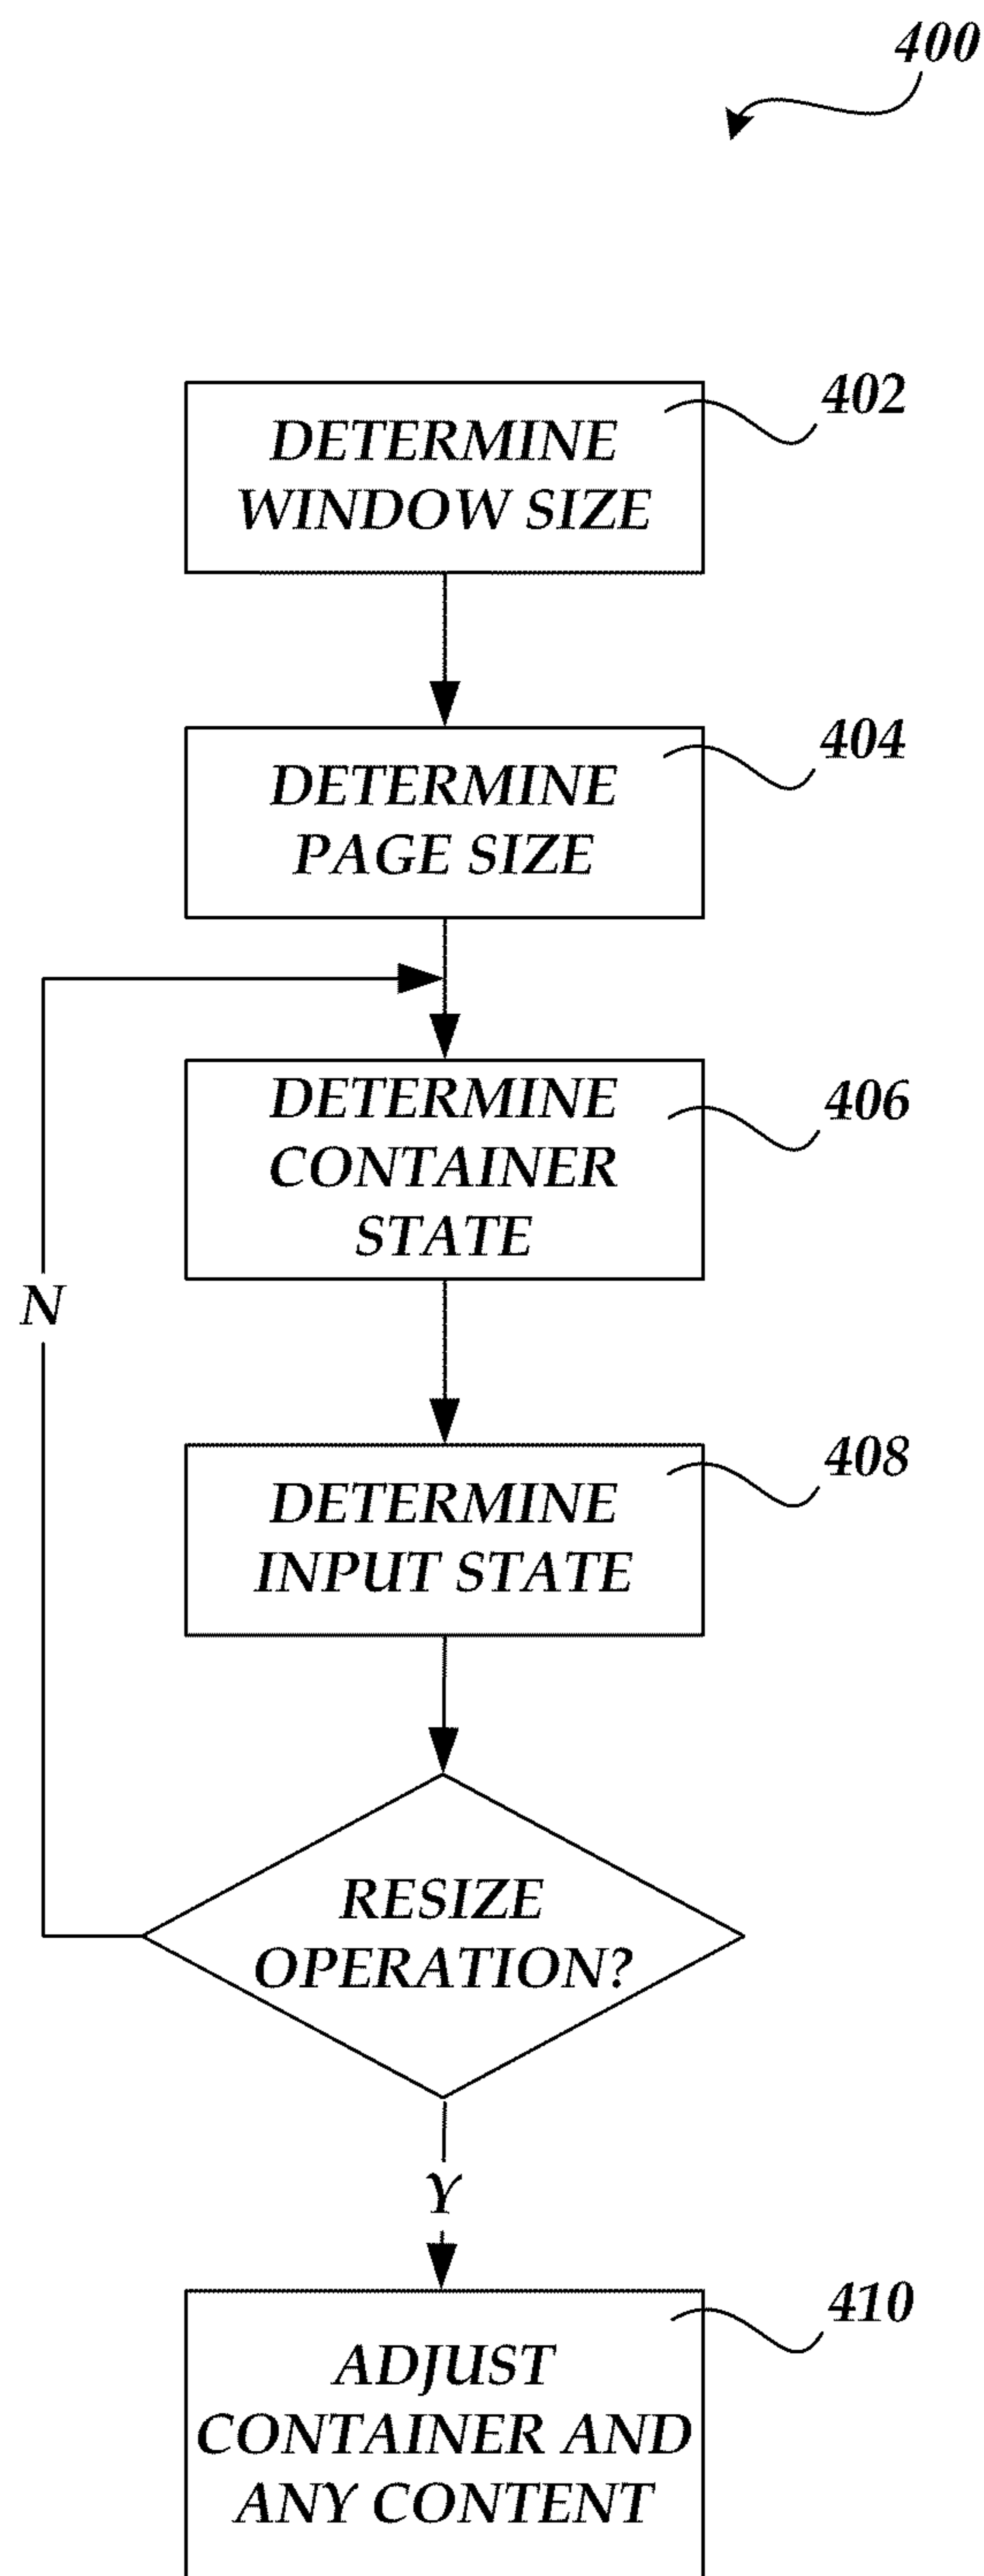 400
DETERMINE
WINDOW SIZE
402
DETERMINE
PAGE SIZE
404
DETERMINE
CONTAINER
STATE
406
N
DETERMINE
INPUT STATE
408
RESIZE
OPERATION?
Y
ADJUST
CONTAINER AND
ANY CONTENT
410